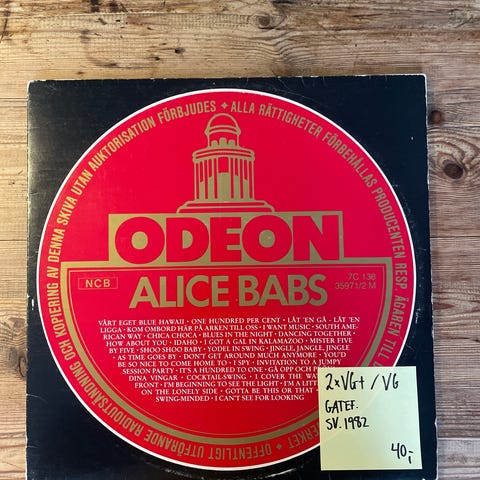 KOPIERING AV DENNA SKIVA UTAN AUKTORISATION FÖRBJUDES • ALLA RÄTTIGHETER FÖRBEHÅLLAS PRODUCENTEN RESP. ÄGAREN TILL
OFFENTLIGT UTFÖRANDE RADIOUTSÄNDNING OCH
ODEON
NCB
ALICE BABS
7C 138
35971/2 M
VÅRT EGET BLUE HAWAII • ONE HUNDRED PER CENT • LÅT 'EN GÅ - LÅT 'EN
LIGGA • KOM OMBORD HÄR PÅ ARKEN TILL OSS • I WANT MUSIC • SOUTH AME-
RICAN WAY • CHICA CHOCA • BLUES IN THE NIGHT • DANCING TOGETHER •
HOW ABOUT YOU • IDAHO • I GOT A GAL IN KALAMAZOO • MISTER FIVE
BY FIVE • SHOO SHOO BABY • YODEL IN SWING • JINGLE, JANGLE, JINGLE
• AS TIME GOES BY • DON'T GET AROUND MUCH ANYMORE • YOU'D
BE SO NICE TO COME HOME TO • I SPY • INVITATION TO A JUMPY
SESSION PARTY • IT'S A HUNDRED TO ONE • GÅ OPP OCH PR
DINA VINGAR • COCKTAIL-SWING • I COVER THE WA
FRONT • I'M BEGINNING TO SEE THE LIGHT • I'M A LITT
ON THE LONELY SIDE • GOTTA BE THIS OR THAT
SWING-MINDED • I CAN'T SEE FOR LOOKING
2xVG+ / VG
GATEF.
SV. 1982
40:-